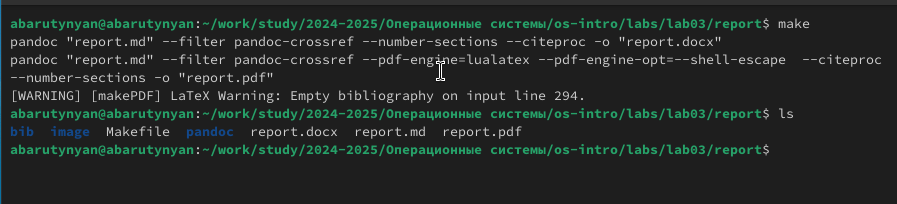 abarutynyan@abarutynyan:~/work/study/2024-2025/Операционные системы/os-intro/labs/lab03/report$ make
pandoc "report.md" --filter pandoc-crossref --number-sections --citeproc -o "report.docx"
pandoc "report.md" --filter pandoc-crossref --pdf-engine=lualatex --pdf-engine-opt=--shell-escape  --citeproc
--number-sections -o "report.pdf"
[WARNING] [makePDF] LaTeX Warning: Empty bibliography on input line 294.
abarutynyan@abarutynyan:~/work/study/2024-2025/Операционные системы/os-intro/labs/lab03/report$ ls
bib  image  Makefile  pandoc  report.docx  report.md  report.pdf
abarutynyan@abarutynyan:~/work/study/2024-2025/Операционные системы/os-intro/labs/lab03/report$